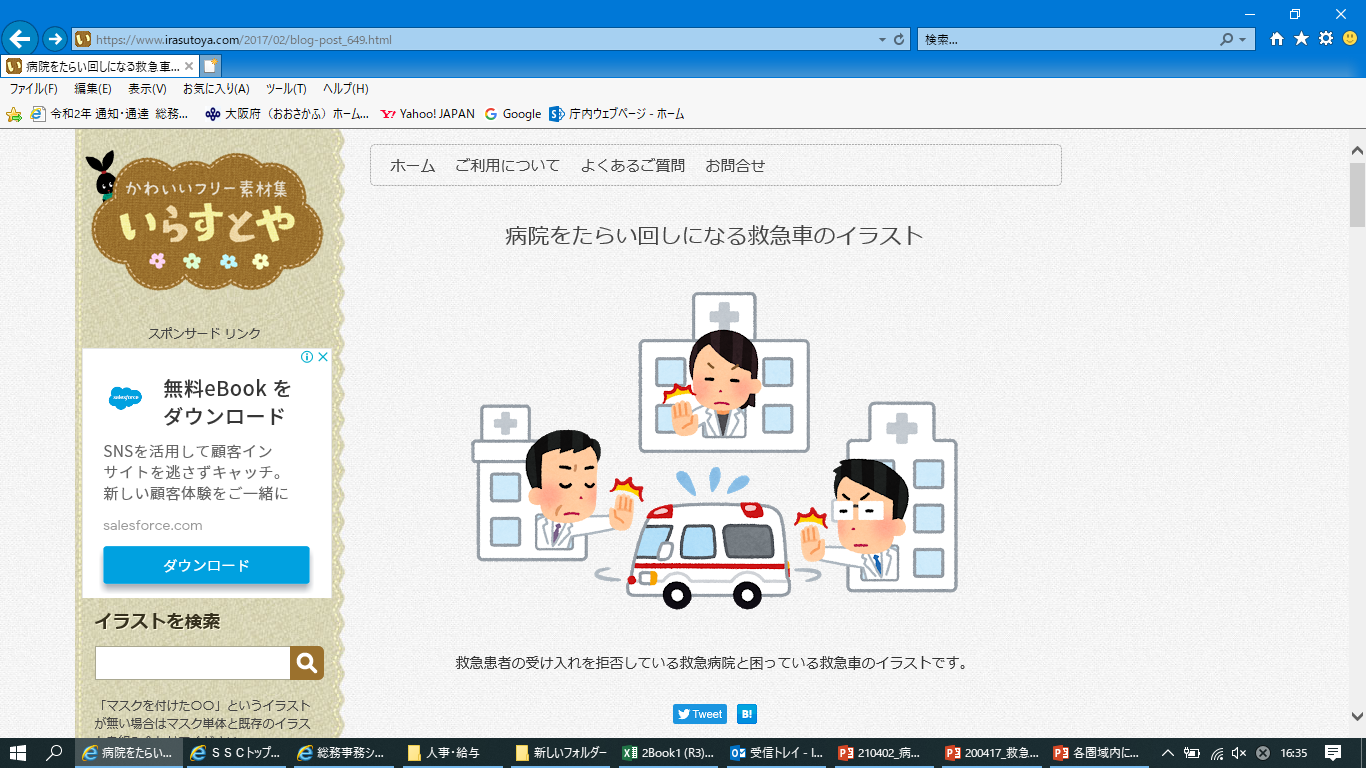 https://www.irasutoya.com/2017/02/blog-post_649.html
検索...
病院をたらい回しになる救急車...
ファイル(F) 編集(E) 表示(V) お気に入り(A) ツール(T) ヘルプ(H)
令和2年 通知・通達 総務... 大阪府（おおさかふ）ホーム... Yahoo! JAPAN Google 庁内ウェブページ - ホーム
かわいいフリー素材集
いらすとや
ホーム ご利用について よくあるご質問 お問合せ
病院をたらい回しになる救急車のイラスト
スポンサード リンク
salesforce
無料eBook を
ダウンロード
SNSを活用して顧客イン
サイトを逃さずキャッチ。
新しい顧客体験をご一緒に
salesforce.com
ダウンロード
イラストを検索
救急患者の受け入れを拒否している救急病院と困っている救急車のイラストです。
Tweet B!
「マスクを付けた〇〇」というイラスト
が無い場合はマスク単体と既存のイラス
病院をたらい... ＳＳＣトップ... 総務事務シ... 人事・給与 新しいフォルダー 2Book1 (R3)... 受信トレイ - I... 210402_病... 200417_救急... 各圏域内に... 16:35